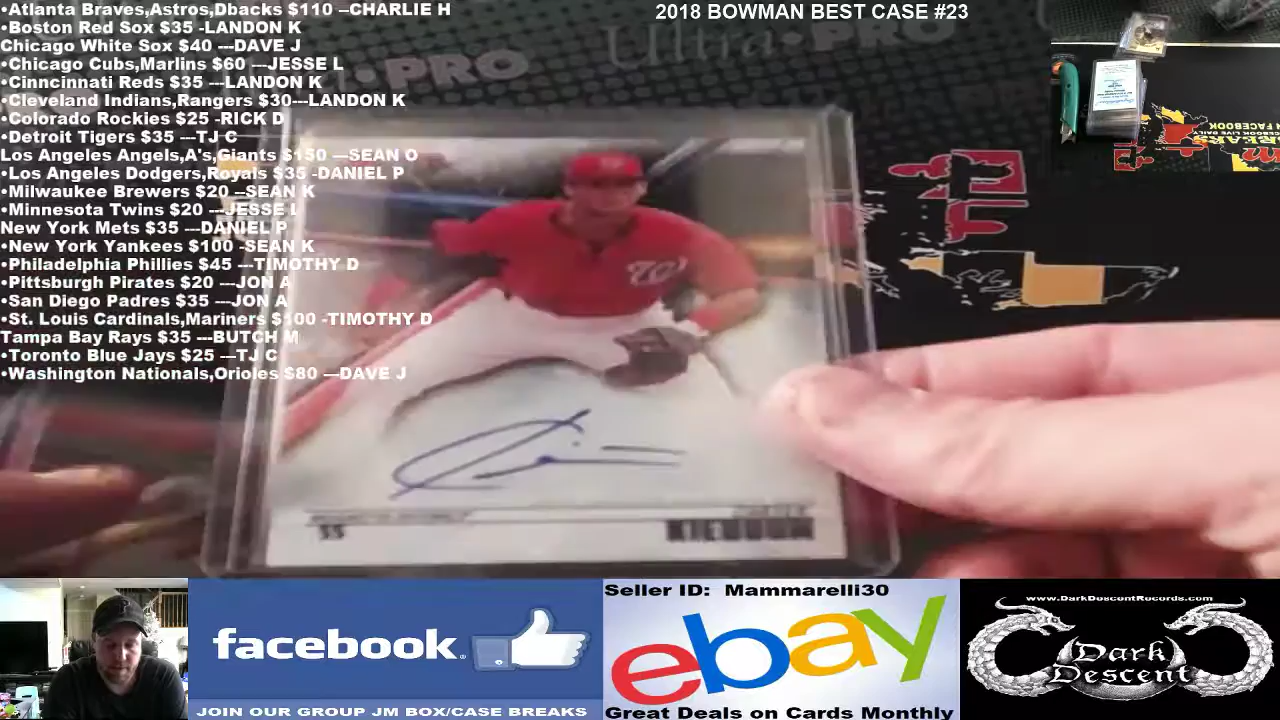 •Atlanta Braves,Astros,Dbacks $110 --CHARLIE H
•Boston Red Sox $35 -LANDON K
Chicago White Sox $40 ---DAVE J
•Chicago Cubs,Marlins $60 ---JESSE L
•Cinncinnati Reds $35 ---LANDON K
•Cleveland Indians,Rangers $30---LANDON K
•Colorado Rockies $25 -RICK D
•Detroit Tigers $35 ---TJ C
Los Angeles Angels,A's,Giants $150 ---SEAN O
•Los Angeles Dodgers,Royals $35 -DANIEL P
•Milwaukee Brewers $20 --SEAN K
•Minnesota Twins $20 ---JESSE L
New York Mets $35 ---DANIEL P
•New York Yankees $100 -SEAN K
•Philadelphia Phillies $45 ---TIMOTHY D
•Pittsburgh Pirates $20 ---JON A
•San Diego Padres $35 ---JON A
•St. Louis Cardinals,Mariners $100 -TIMOTHY D
Tampa Bay Rays $35 ---BUTCH M
•Toronto Blue Jays $25 ---TJ C
•Washington Nationals,Orioles $80 ---DAVE J
2018 BOWMAN BEST CASE #23
Ultra•PRO
PRO
W
SS
KIEBOOM
facebook.
JOIN OUR GROUP JM BOX/CASE BREAKS
Seller ID: Mammarelli30
ebay
Great Deals on Cards Monthly
www.DarkDescentRecords.com
Dark
Descent